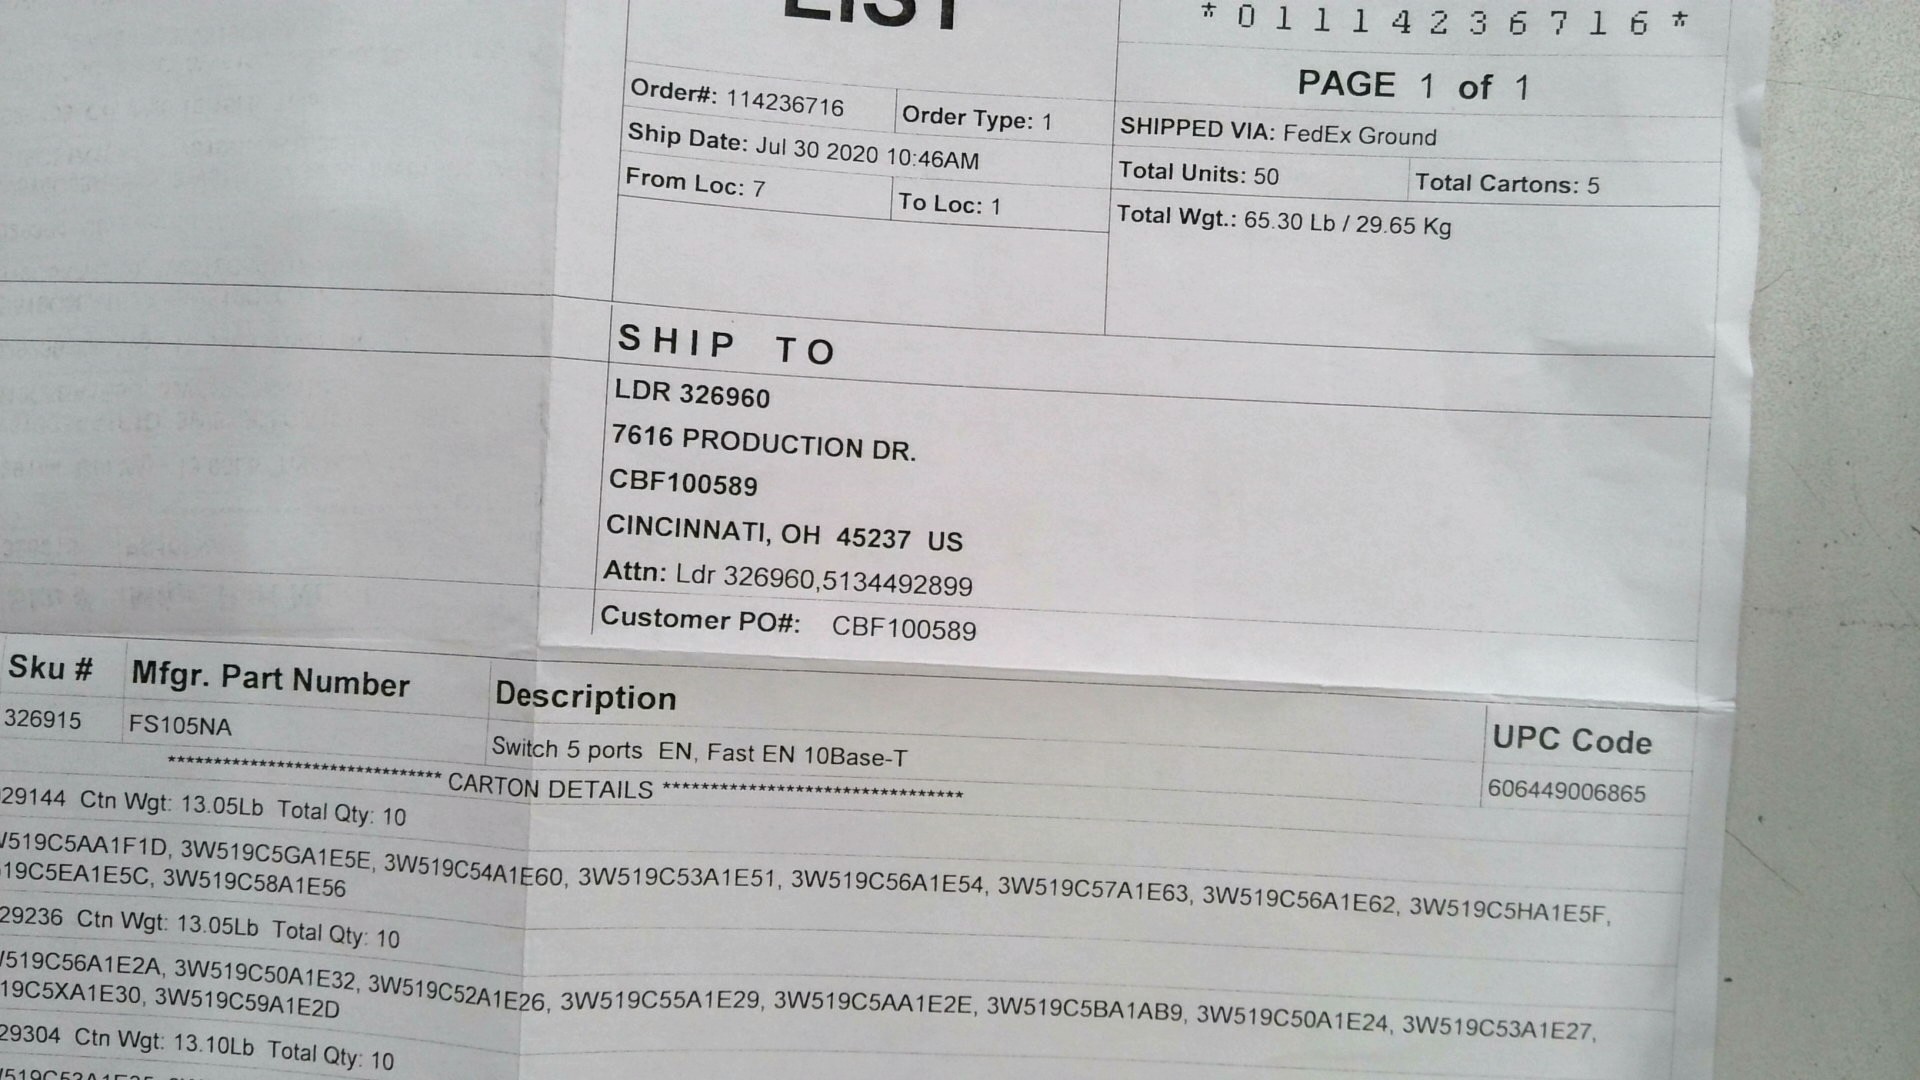 LIST
*01114236716*
PAGE 1 of 1
Order#: 114236716
Order Type: 1
SHIPPED VIA: FedEx Ground
Ship Date: Jul 30 2020 10:46AM
Total Units: 50
Total Cartons: 5
From Loc: 7
To Loc: 1
Total Wgt.: 65.30 Lb / 29.65 Kg
SHIP TO
LDR 326960
7616 PRODUCTION DR.
CBF100589
CINCINNATI, OH 45237 US
Attn: Ldr 326960,5134492899
Customer PO#: CBF100589
Sku # Mfgr. Part Number Description UPC Code
326915 FS105NA Switch 5 ports EN, Fast EN 10Base-T 606449006865
****************************** CARTON DETAILS *********************************
29144 Ctn Wgt: 13.05Lb Total Qty: 10
W519C5AA1F1D, 3W519C5GA1E5E, 3W519C54A1E60, 3W519C53A1E51, 3W519C56A1E54, 3W519C57A1E63, 3W519C56A1E62, 3W519C5HA1E5F,
19C5EA1E5C, 3W519C58A1E56
29236 Ctn Wgt: 13.05Lb Total Qty: 10
519C56A1E2A, 3W519C50A1E32, 3W519C52A1E26, 3W519C55A1E29, 3W519C5AA1E2E, 3W519C5BA1AB9, 3W519C50A1E24, 3W519C53A1E27,
19C5XA1E30, 3W519C59A1E2D
29304 Ctn Wgt: 13.10Lb Total Qty: 10